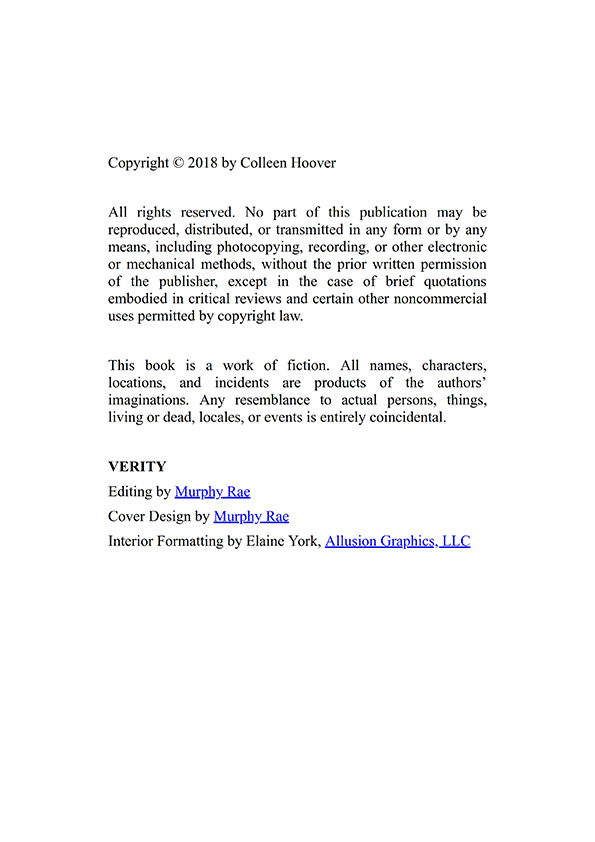 Copyright © 2018 by Colleen Hoover
All rights reserved. No part of this publication may be
reproduced, distributed, or transmitted in any form or by any
means, including photocopying, recording, or other electronic
or mechanical methods, without the prior written permission
of the publisher, except in the case of brief quotations
embodied in critical reviews and certain other noncommercial
uses permitted by copyright law.
This book is a work of fiction. All names, characters,
locations, and incidents are products of the authors’
imaginations. Any resemblance to actual persons, things,
living or dead, locales, or events is entirely coincidental.
VERITY
Editing by Murphy Rae
Cover Design by Murphy Rae
Interior Formatting by Elaine York, Allusion Graphics, LLC